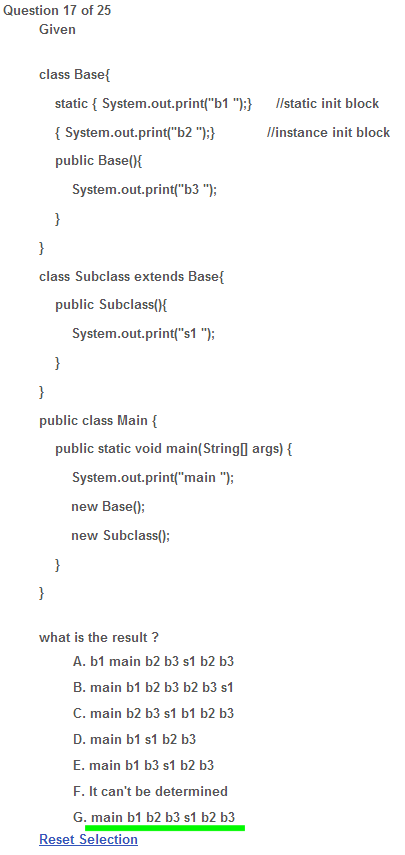 Question 17 of 25
Given
class Base{
static { System.out.print("b1 ");} //static init block
{ System.out.print("b2 ");} //instance init block
public Base(){
System.out.print("b3 ");
}
}
class Subclass extends Base{
public Subclass(){
System.out.print("s1 ");
}
}
public class Main {
public static void main(String[] args) {
System.out.print("main ");
new Base();
new Subclass();
}
}
what is the result ?
A. b1 main b2 b3 s1 b2 b3
B. main b1 b2 b3 b2 b3 s1
C. main b2 b3 s1 b1 b2 b3
D. main b1 s1 b2 b3
E. main b1 b3 s1 b2 b3
F. It can't be determined
G. main b1 b2 b3 s1 b2 b3
Reset Selection